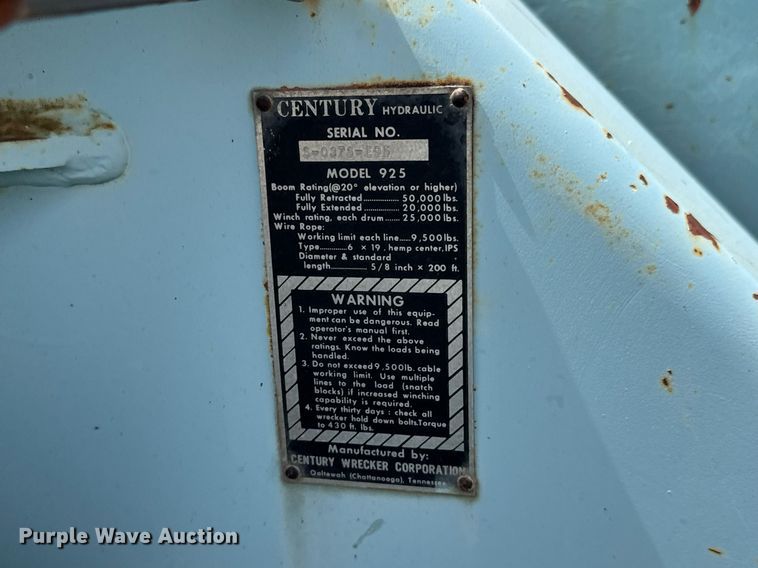 CENTURY HYDRAULIC
SERIAL NO.
MODEL 925
Boom Rating(@20° elevation or higher)
Fully Retracted................ 50,000 lbs.
Fully Extended ............... 20,000 lbs.
Winch rating, each drum...... 25,000 lbs.
Wire Rope:
Working limit each line.....9,500 lbs.
Type............6 x 19. hemp center, IPS
Diameter & standard
length................ 5/8 inch x 200 ft.
WARNING
1. Improper use of this equip-
ment can be dangerous. Read
operator's manual first.
2. Never exceed the above
ratings. Know the loads being
handled.
3. Do not exceed 9,500lb. cable
working limit. Use multiple
lines to the load (snatch
blocks) if increased winching
capability is required.
4. Every thirty days : check all
wrecker hold down bolts.Torque
to 430 ft. lbs.
Manufactured by:
CENTURY WRECKER CORPORATION
Ooltewah (Chattanooga), Tennessee
Purple Wave Auction